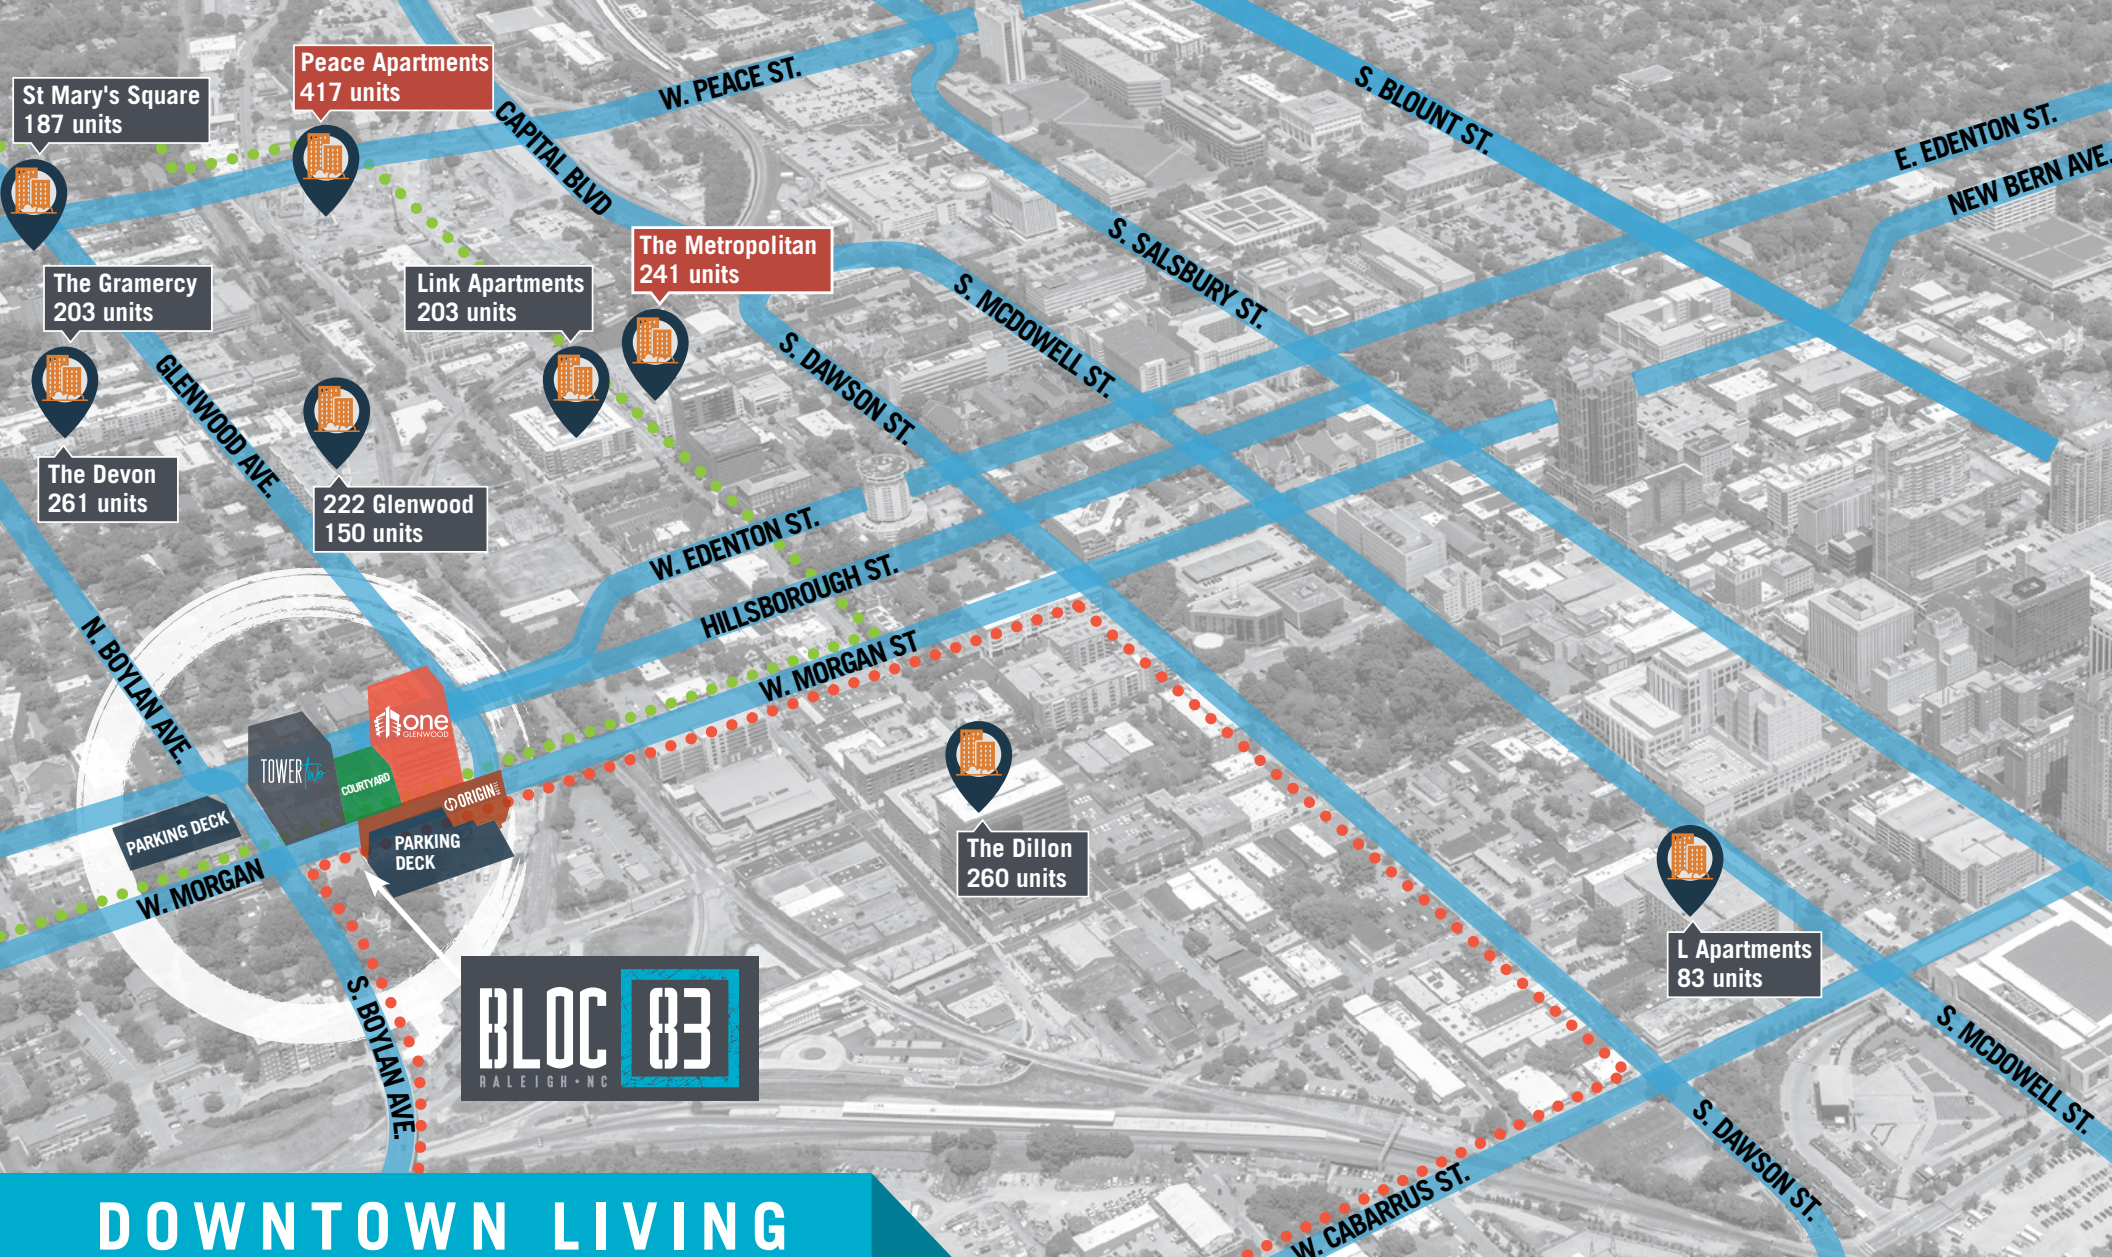 St Mary's Square
187 units
Peace Apartments
417 units
W. PEACE ST.
CAPITAL BLVD
S. BLOUNT ST.
E. EDENTON ST.
NEW BERN AVE.
The Gramercy
203 units
Link Apartments
203 units
The Metropolitan
241 units
S. SALSBURY ST.
S. MCDOWELL ST.
S. DAWSON ST.
GLENWOOD AVE.
The Devon
261 units
222 Glenwood
150 units
W. EDENTON ST.
HILLSBOROUGH ST.
W. MORGAN ST
N. BOYLAN AVE.
one
GLENWOOD
TOWER two
COURTYARD
ORIGIN
PARKING DECK
PARKING
DECK
W. MORGAN
The Dillon
260 units
L Apartments
83 units
S. BOYLAN AVE.
BLOC 83
RALEIGH • NC
S. MCDOWELL ST.
S. DAWSON ST.
W. CABARRUS ST.
DOWNTOWN LIVING